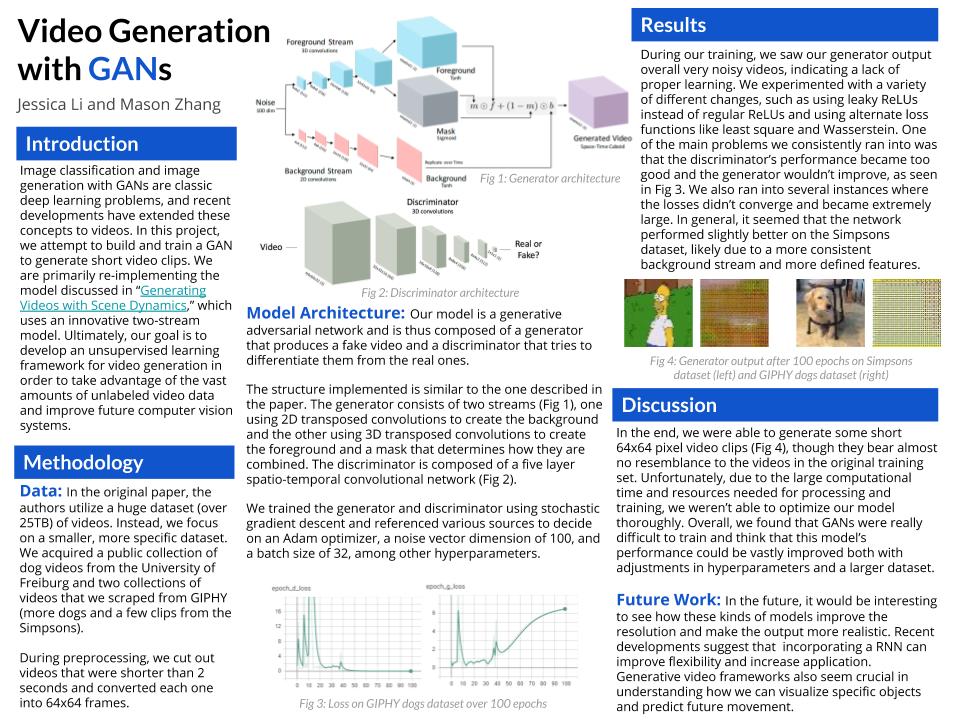 Video Generation
with GANs
Jessica Li and Mason Zhang
Introduction
Image classification and image
generation with GANs are classic
deep learning problems, and recent
developments have extended these
concepts to videos. In this project,
we attempt to build and train a GAN
to generate short video clips. We
are primarily re-implementing the
model discussed in “Generating
Videos with Scene Dynamics,” which
uses an innovative two-stream
model. Ultimately, our goal is to
develop an unsupervised learning
framework for video generation in
order to take advantage of the vast
amounts of unlabeled video data
and improve future computer vision
systems.
Methodology
Data: In the original paper, the
authors utilize a huge dataset (over
25TB) of videos. Instead, we focus
on a smaller, more specific dataset.
We acquired a public collection of
dog videos from the University of
Freiburg and two collections of
videos that we scraped from GIPHY
(more dogs and a few clips from the
Simpsons).
During preprocessing, we cut out
videos that were shorter than 2
seconds and converted each one
into 64x64 frames.
Foreground Stream
3D convolutions
Noise
100 dim
Foreground
Tanh
Mask
Sigmoid
m ⊙ f + (1 − m) ⊙ b
Generated Video
Space-Time Cuboid
Background Stream
2D convolutions
Replicate over Time
Background
Tanh
Fig 1: Generator architecture
Discriminator
3D convolutions
Video
Real or
Fake?
Fig 2: Discriminator architecture
Model Architecture: Our model is a generative
adversarial network and is thus composed of a generator
that produces a fake video and a discriminator that tries to
differentiate them from the real ones.
The structure implemented is similar to the one described in
the paper. The generator consists of two streams (Fig 1), one
using 2D transposed convolutions to create the background
and the other using 3D transposed convolutions to create
the foreground and a mask that determines how they are
combined. The discriminator is composed of a five layer
spatio-temporal convolutional network (Fig 2).
We trained the generator and discriminator using stochastic
gradient descent and referenced various sources to decide
on an Adam optimizer, a noise vector dimension of 100, and
a batch size of 32, among other hyperparameters.
epoch_d_loss
16
12
8
4
0
0 10 20 30 40 50 60 70 80 90 100
epoch_g_loss
6
4
2
0
0 10 20 30 40 50 60 70 80 90 100
Fig 3: Loss on GIPHY dogs dataset over 100 epochs
Results
During our training, we saw our generator output
overall very noisy videos, indicating a lack of
proper learning. We experimented with a variety
of different changes, such as using leaky ReLUs
instead of regular ReLUs and using alternate loss
functions like least square and Wasserstein. One
of the main problems we consistently ran into was
that the discriminator’s performance became too
good and the generator wouldn’t improve, as seen
in Fig 3. We also ran into several instances where
the losses didn’t converge and became extremely
large. In general, it seemed that the network
performed slightly better on the Simpsons
dataset, likely due to a more consistent
background stream and more defined features.
Fig 4: Generator output after 100 epochs on Simpsons
dataset (left) and GIPHY dogs dataset (right)
Discussion
In the end, we were able to generate some short
64x64 pixel video clips (Fig 4), though they bear almost
no resemblance to the videos in the original training
set. Unfortunately, due to the large computational
time and resources needed for processing and
training, we weren’t able to optimize our model
thoroughly. Overall, we found that GANs were really
difficult to train and think that this model’s
performance could be vastly improved both with
adjustments in hyperparameters and a larger dataset.
Future Work: In the future, it would be interesting
to see how these kinds of models improve the
resolution and make the output more realistic. Recent
developments suggest that incorporating a RNN can
improve flexibility and increase application.
Generative video frameworks also seem crucial in
understanding how we can visualize specific objects
and predict future movement.